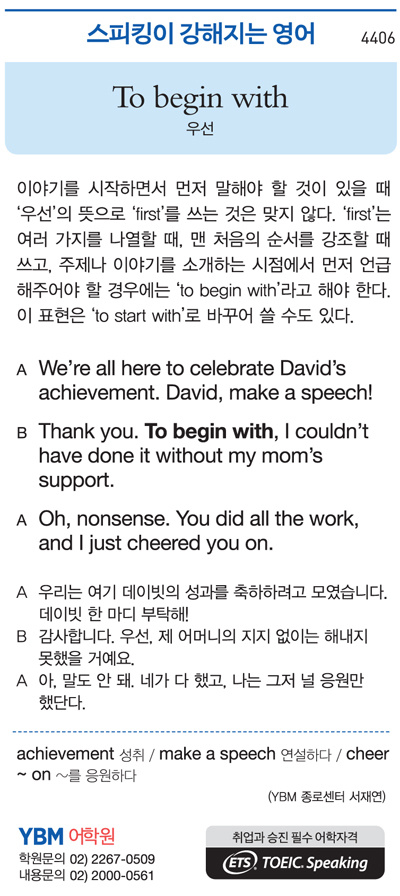 스피킹이 강해지는 영어 4406
To begin with
우선
이야기를 시작하면서 먼저 말해야 할 것이 있을 때
‘우선’의 뜻으로 ‘first’를 쓰는 것은 맞지 않다. ‘first’는
여러 가지를 나열할 때, 맨 처음의 순서를 강조할 때
쓰고, 주제나 이야기를 소개하는 시점에서 먼저 언급
해주어야 할 경우에는 ‘to begin with’라고 해야 한다.
이 표현은 ‘to start with’로 바꾸어 쓸 수도 있다.
A We’re all here to celebrate David’s
achievement. David, make a speech!
B Thank you. To begin with, I couldn’t
have done it without my mom’s
support.
A Oh, nonsense. You did all the work,
and I just cheered you on.
A 우리는 여기 데이빗의 성과를 축하하려고 모였습니다.
데이빗 한 마디 부탁해!
B 감사합니다. 우선, 제 어머니의 지지 없이는 해내지
못했을 거예요.
A 아, 말도 안 돼. 네가 다 했고, 나는 그저 널 응원만
했단다.
achievement 성취 / make a speech 연설하다 / cheer
~ on ~를 응원하다
(YBM 종로센터 서재연)
YBM 어학원
학원문의 02) 2267-0509
내용문의 02) 2000-0561
취업과 승진 필수 어학자격
ETS TOEIC Speaking